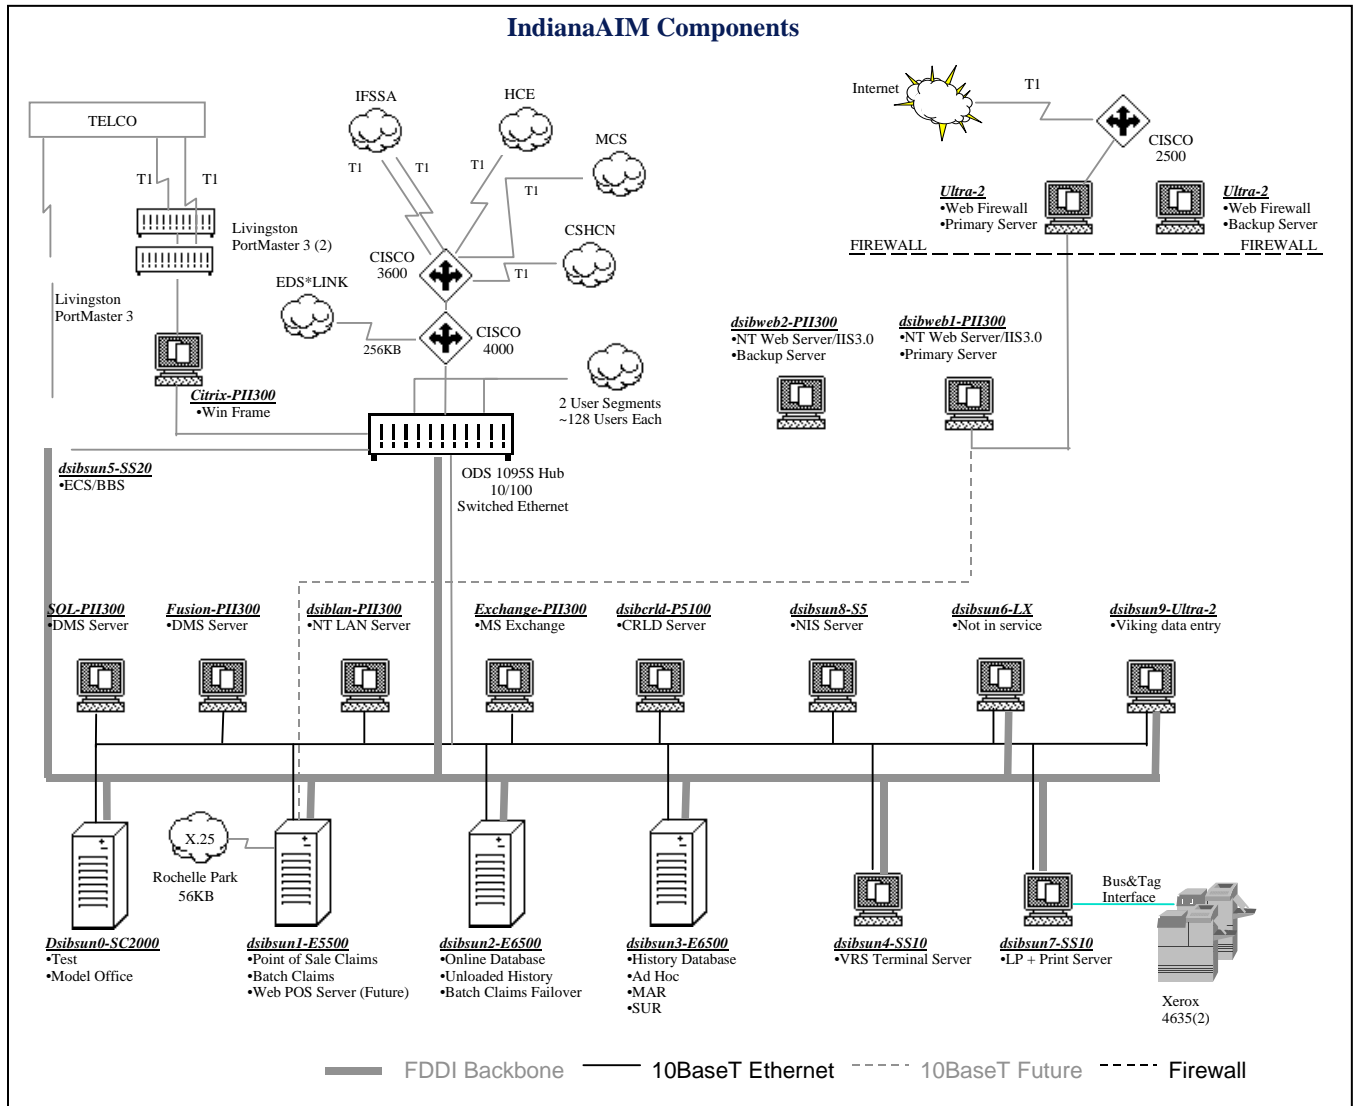 IndianaAIM Components
TELCO
T1
T1
Livingston
PortMaster 3 (2)
Livingston
PortMaster 3
Citrix-PII300
•Win Frame
IFSSA
HCE
MCS
T1
T1
T1
T1
CSHCN
T1
CISCO
3600
EDS*LINK
256KB
CISCO
4000
2 User Segments
~128 Users Each
ODS 1095S Hub
10/100
Switched Ethernet
dsibsun5-SS20
•ECS/BBS
Internet
T1
CISCO
2500
Ultra-2
•Web Firewall
•Primary Server
Ultra-2
•Web Firewall
•Backup Server
FIREWALL
FIREWALL
dsibweb2-PII300
•NT Web Server/IIS3.0
•Backup Server
dsibweb1-PII300
•NT Web Server/IIS3.0
•Primary Server
SOL-PII300
•DMS Server
Fusion-PII300
•DMS Server
dsiblan-PII300
•NT LAN Server
Exchange-PII300
•MS Exchange
dsibcrld-P5100
•CRLD Server
dsibsun8-S5
•NIS Server
dsibsun6-LX
•Not in service
dsibsun9-Ultra-2
•Viking data entry
X.25
Rochelle Park
56KB
Dsibsun0-SC2000
•Test
•Model Office
dsibsun1-E5500
•Point of Sale Claims
•Batch Claims
•Web POS Server (Future)
dsibsun2-E6500
•Online Database
•Unloaded History
•Batch Claims Failover
dsibsun3-E6500
•History Database
•Ad Hoc
•MAR
•SUR
dsibsun4-SS10
•VRS Terminal Server
dsibsun7-SS10
•LP + Print Server
Bus&Tag
Interface
Xerox
4635(2)
FDDI Backbone
10BaseT Ethernet
10BaseT Future
Firewall